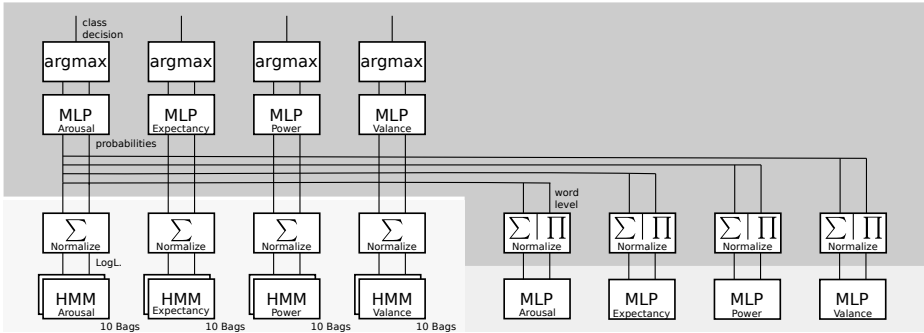 class
decision
argmax argmax argmax argmax
MLP MLP MLP MLP
Arousal Expectancy Power Valance
probabilities
word
level
∑ ∑ ∑ ∑ ∑ ∏ ∑ ∏ ∑ ∏ ∑ ∏
Normalize Normalize Normalize Normalize Normalize Normalize Normalize Normalize
LogL.
HMM HMM HMM HMM MLP MLP MLP MLP
Arousal Expectancy Power Valance Arousal Expectancy Power Valance
10 Bags 10 Bags 10 Bags 10 Bags